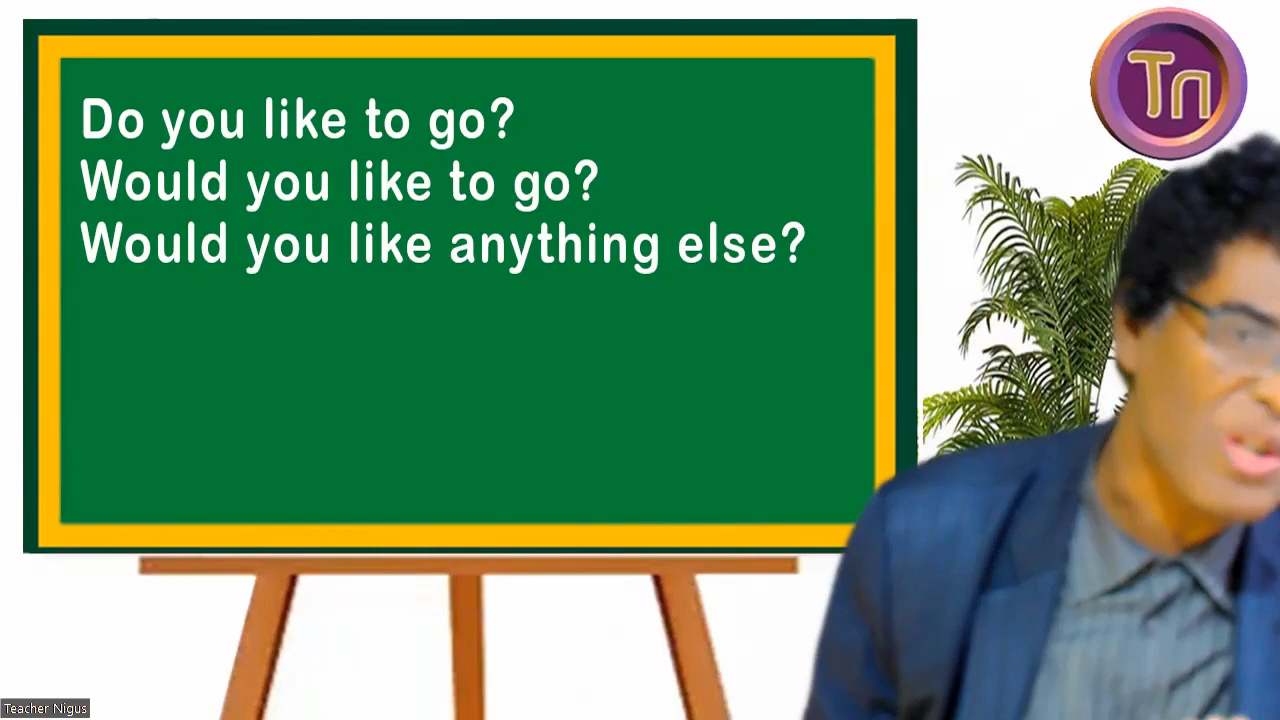 Do you like to go?
Would you like to go?
Would you like anything else?
Tn
Teacher Nigus